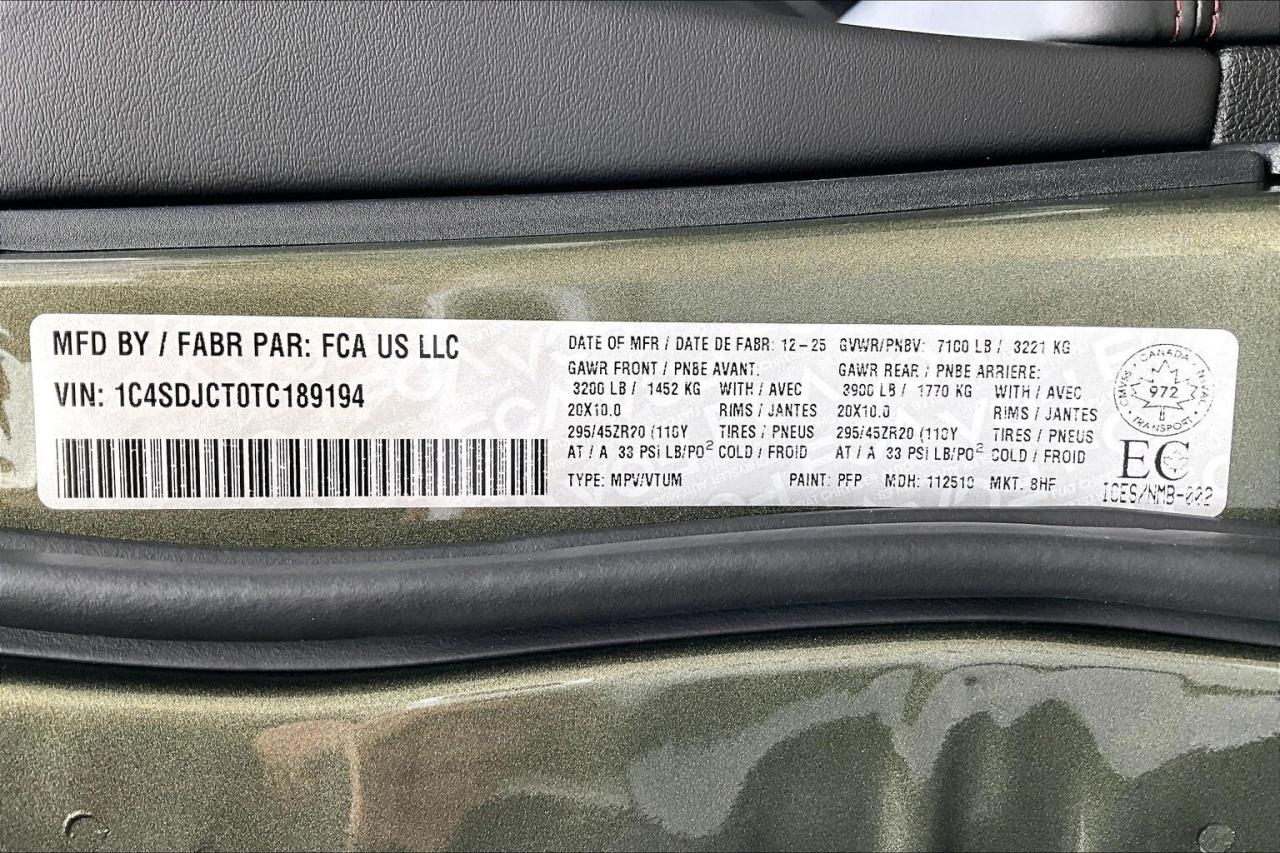 MFD BY / FABR PAR: FCA US LLC
VIN: 1C4SDJCT0TC189194
DATE OF MFR / DATE DE FABR: 12-25 GVWR/PNBV: 7100 LB / 3221 KG
GAWR FRONT / PNBE AVANT: GAWR REAR / PNBE ARRIERE:
3200 LB / 1452 KG WITH / AVEC 3900 LB / 1770 KG WITH / AVEC
20X10.0 RIMS / JANTES 20X10.0 RIMS / JANTES
295/45ZR20 (110Y TIRES / PNEUS 295/45ZR20 (110Y TIRES / PNEUS
AT / A 33 PSI LB/PO² COLD / FROID AT / A 33 PSI LB/PO² COLD / FROID
TYPE: MPV/VTUM PAINT: PFP MDH: 112510 MKT: 8HF
CANADA
CMVSS
972
NVSAC
TRANSPORT
EC
ICES/NMB-002